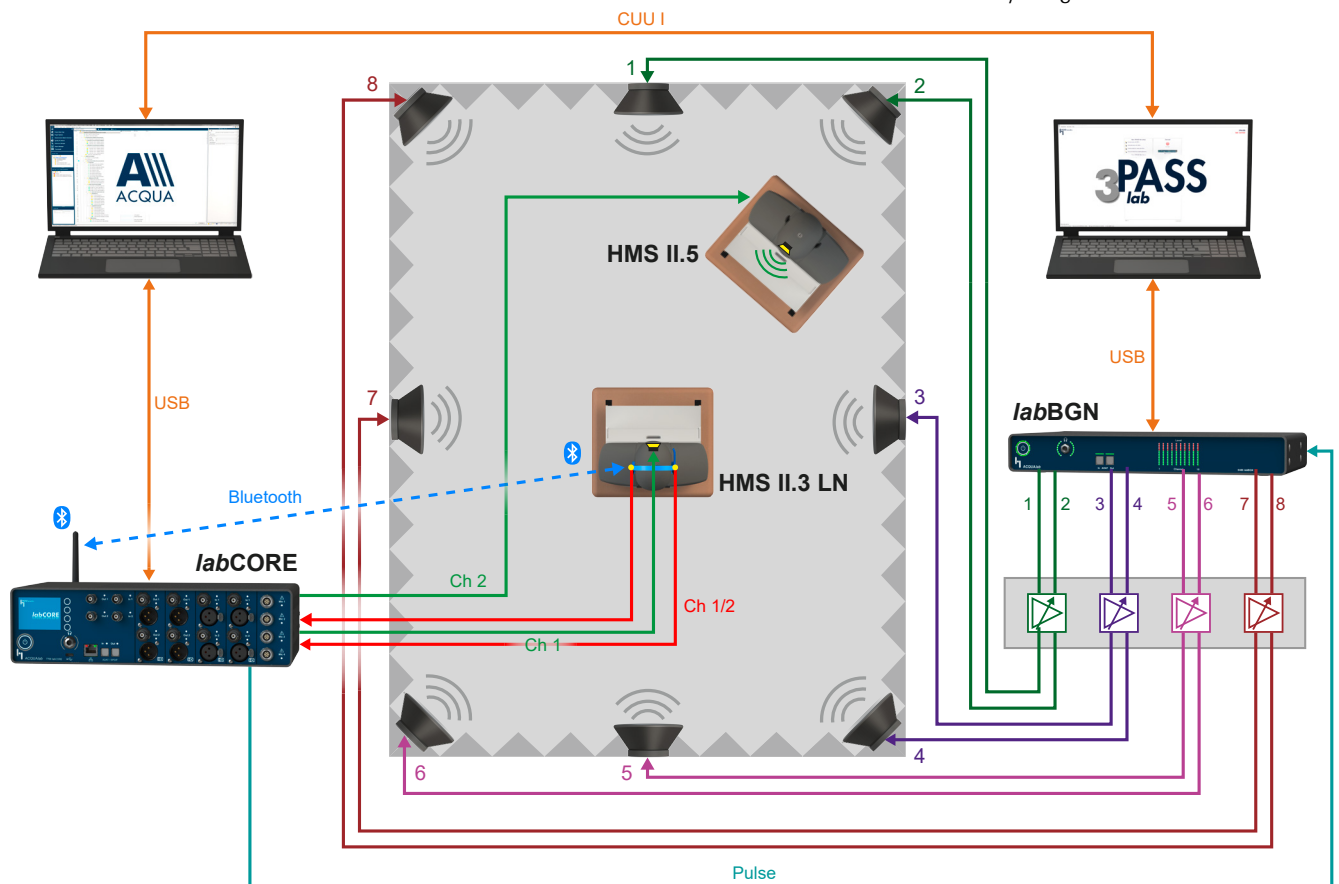 CUU I
1
2
8
ACQUA
3PASS
lab
HMS II.5
USB
USB
7
3
labBGN
HMS II.3 LN
Bluetooth
1
2
3
4
5
6
7
8
labCORE
Ch 2
Ch 1/2
Ch 1
labCORE
6
5
4
Pulse